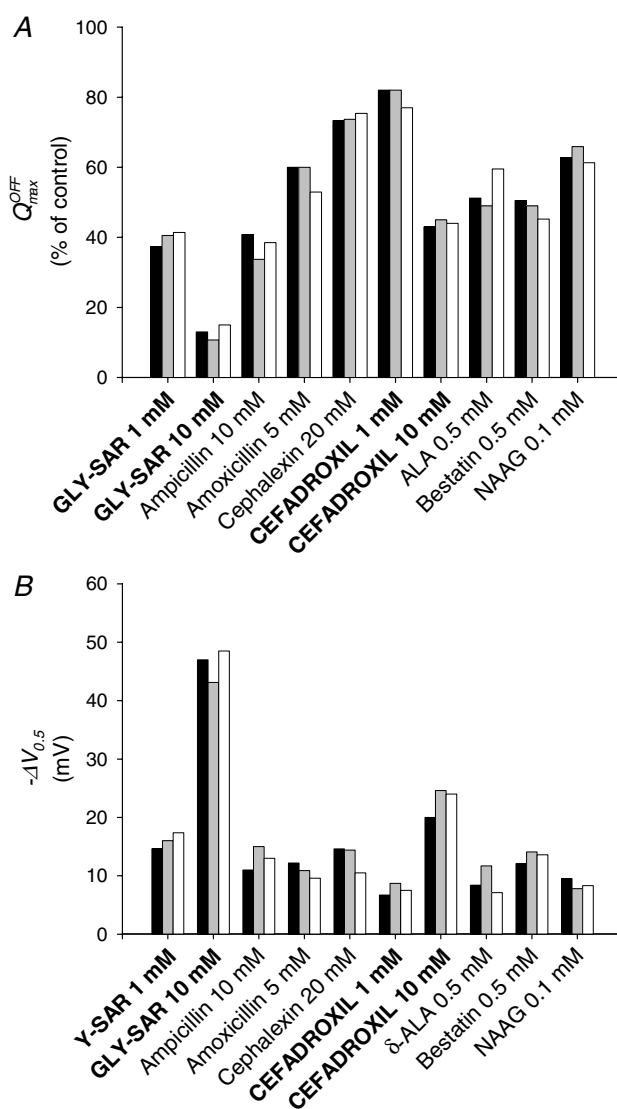 A
100
80
60
40
20
0
Q^OFF_max
(% of control)
GLY-SAR 1 mM
GLY-SAR 10 mM
Ampicillin 10 mM
Amoxicillin 5 mM
Cephalexin 20 mM
CEFADROXIL 1 mM
CEFADROXIL 10 mM
ALA 0.5 mM
Bestatin 0.5 mM
NAAG 0.1 mM
B
60
50
40
30
20
10
0
-ΔV0.5
(mV)
Y-SAR 1 mM
GLY-SAR 10 mM
Ampicillin 10 mM
Amoxicillin 5 mM
Cephalexin 20 mM
CEFADROXIL 1 mM
CEFADROXIL 10 mM
δ-ALA 0.5 mM
Bestatin 0.5 mM
NAAG 0.1 mM